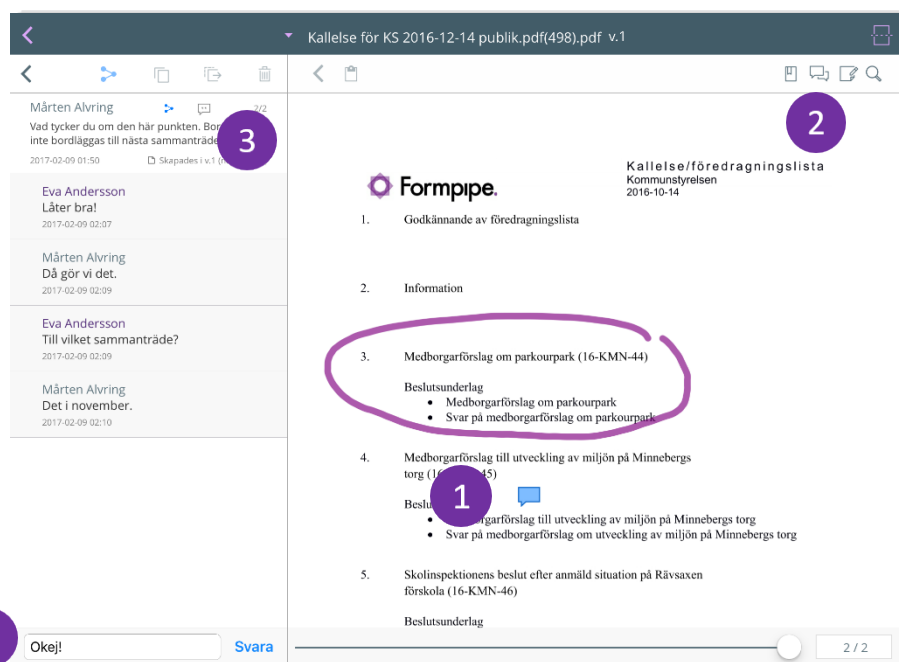 Kallelse för KS 2016-12-14 publik.pdf(498).pdf v.1
Mårten Alvring 2/2
Vad tycker du om den här punkten.
inte bordläggas till nästa sammanträde
2017-02-09 01:50 Skapades i v.1
3
Eva Andersson
Låter bra!
2017-02-09 02:07
Mårten Alvring
Då gör vi det.
2017-02-09 02:09
Eva Andersson
Till vilket sammanträde?
2017-02-09 02:09
Mårten Alvring
Det i november.
2017-02-09 02:10
Okej! Svara
2
Formpipe.
Kallelse/föredragningslista
Kommunstyrelsen
2016-10-14
1. Godkännande av föredragningslista
2. Information
3. Medborgarförslag om parkourpark (16-KMN-44)
Beslutsunderlag
• Medborgarförslag om parkourpark
• Svar på medborgarförslag om parkourpark
4. Medborgarförslag till utveckling av miljön på Minnebergs
torg
1
• till utveckling av miljön på Minnebergs torg
• Svar på medborgarförslag om utveckling av miljön på Minnebergs torg
5. Skolinspektionens beslut efter anmäld situation på Rävsaxen
förskola (16-KMN-46)
Beslutsunderlag
2 / 2